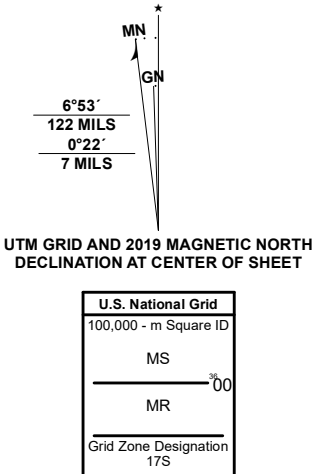 ★
MN
GN
6°53´
122 MILS
0°22´
7 MILS
UTM GRID AND 2019 MAGNETIC NORTH
DECLINATION AT CENTER OF SHEET
U.S. National Grid
100,000 - m Square ID
MS
3600
MR
Grid Zone Designation
17S